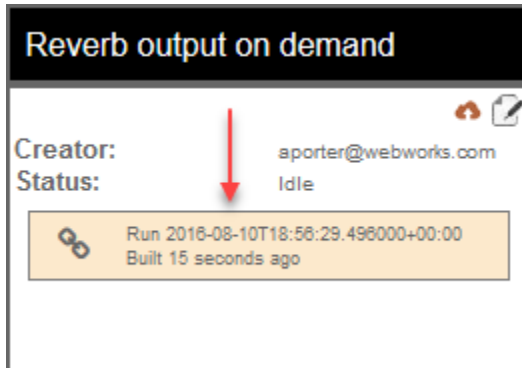 Reverb output on demand
Creator: aporter@webworks.com
Status: Idle
Run 2016-08-10T18:56:29.496000+00:00
Built 15 seconds ago